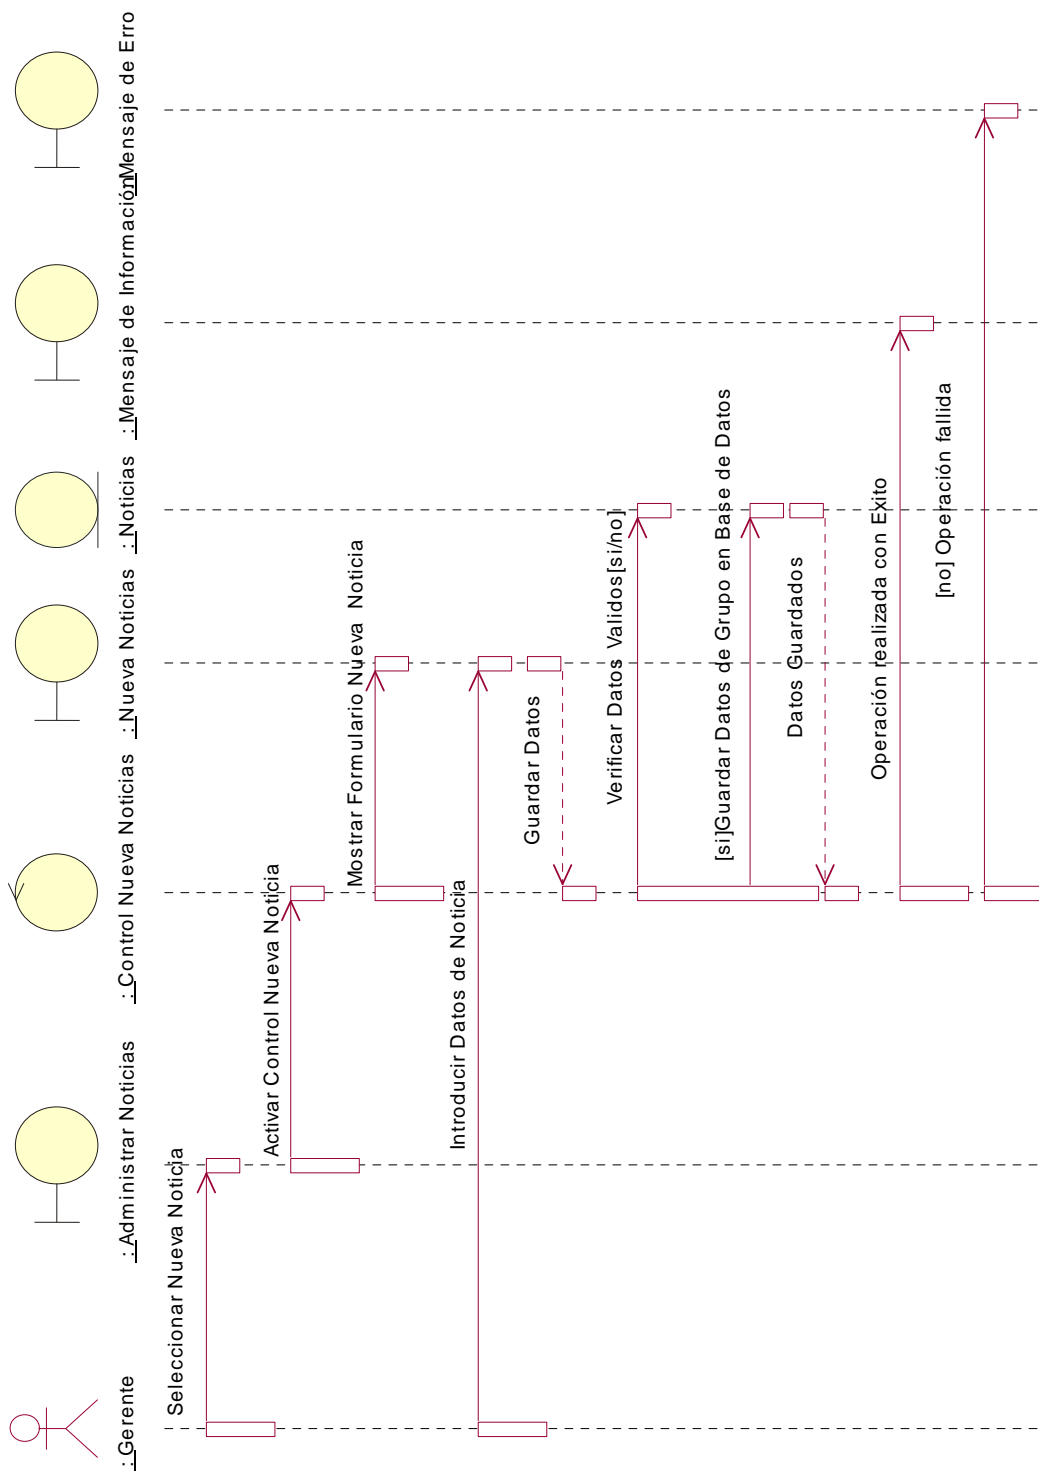 : Gerente
: Administrar Noticias
: Control Nueva Noticias
: Nueva Noticias
: Noticias
: Mensaje de Información
: Mensaje de Erro
Seleccionar Nueva Noticia
Activar Control Nueva Noticia
Mostrar Formulario Nueva Noticia
Introducir Datos de Noticia
Guardar Datos
Verificar Datos Validos[si/no]
[si]Guardar Datos de Grupo en Base de Datos
Datos Guardados
Operación realizada con Exito
[no] Operación fallida